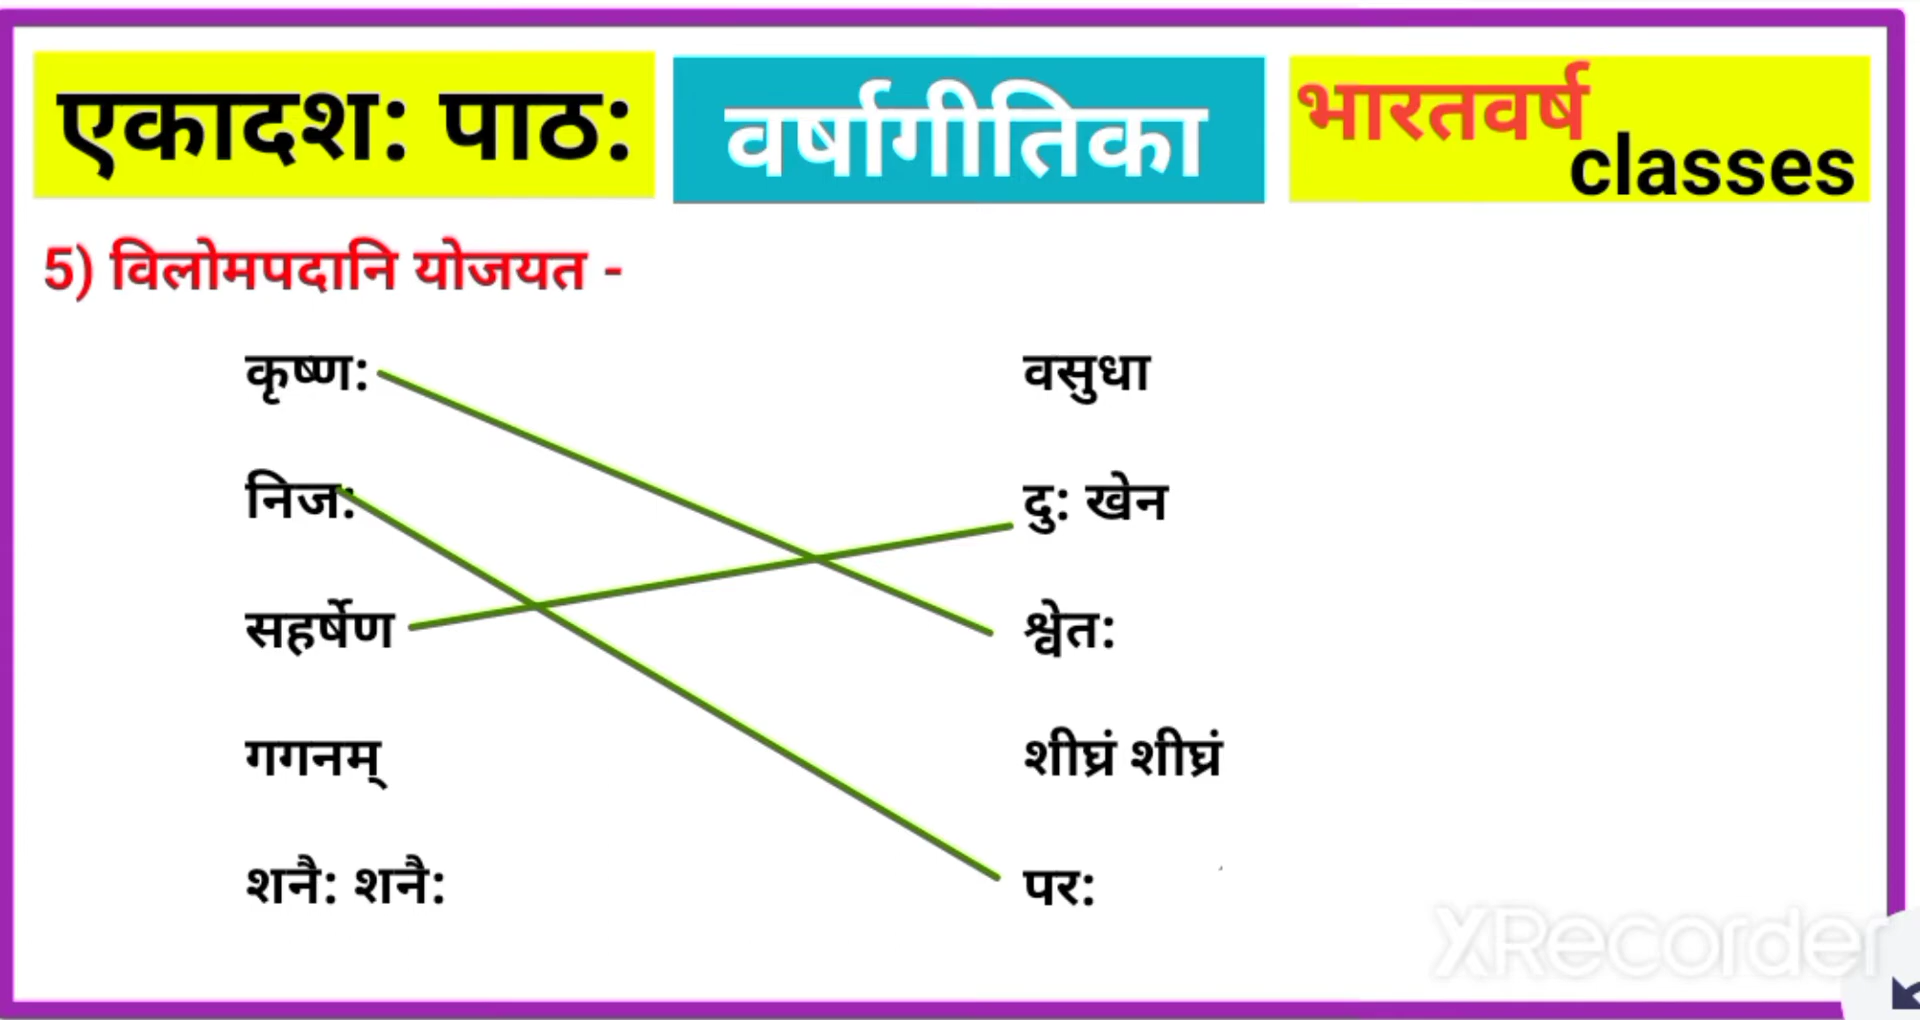 एकादश: पाठ: वर्षागीतिका भारतवर्ष classes
5) विलोमपदानि योजयत -
कृष्ण: वसुधा
निज: दु: खेन
सहर्षेण श्वेत:
गगनम् शीघ्रं शीघ्रं
शनै: शनै: पर:
XRecorder